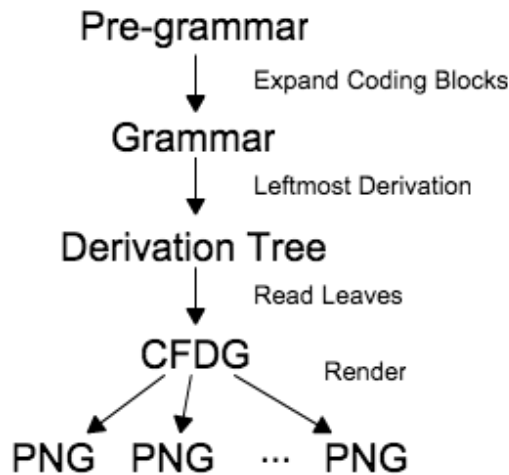 Pre-grammar
Expand Coding Blocks
Grammar
Leftmost Derivation
Derivation Tree
Read Leaves
CFDG
Render
PNG PNG ... PNG